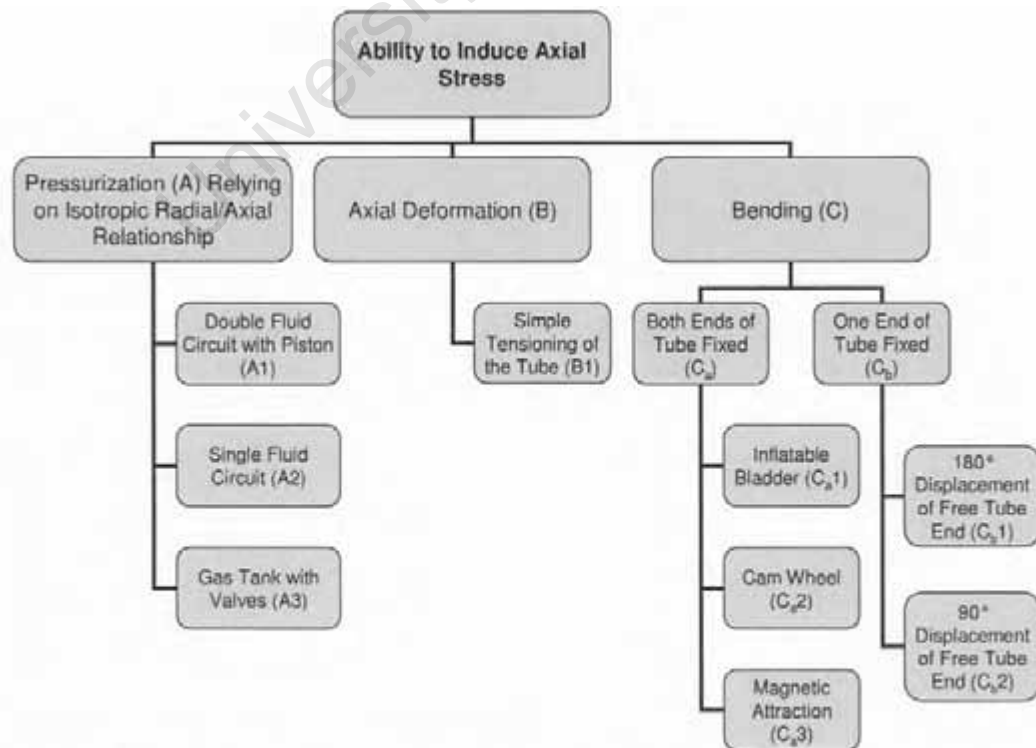 Ability to Induce Axial
Stress
Pressurization (A) Relying
on Isotropic Radial/Axial
Relationship
Axial Deformation (B)
Bending (C)
Double Fluid
Circuit with Piston
(A1)
Single Fluid
Circuit (A2)
Gas Tank with
Valves (A3)
Simple
Tensioning of
the Tube (B1)
Both Ends of
Tube Fixed
(Cₐ)
One End of
Tube Fixed
(C_b)
Inflatable
Bladder (Cₐ1)
Cam Wheel
(Cₐ2)
Magnetic
Attraction
(Cₐ3)
180°
Displacement
of Free Tube
End (C_b1)
90°
Displacement
of Free Tube
End (C_b2)